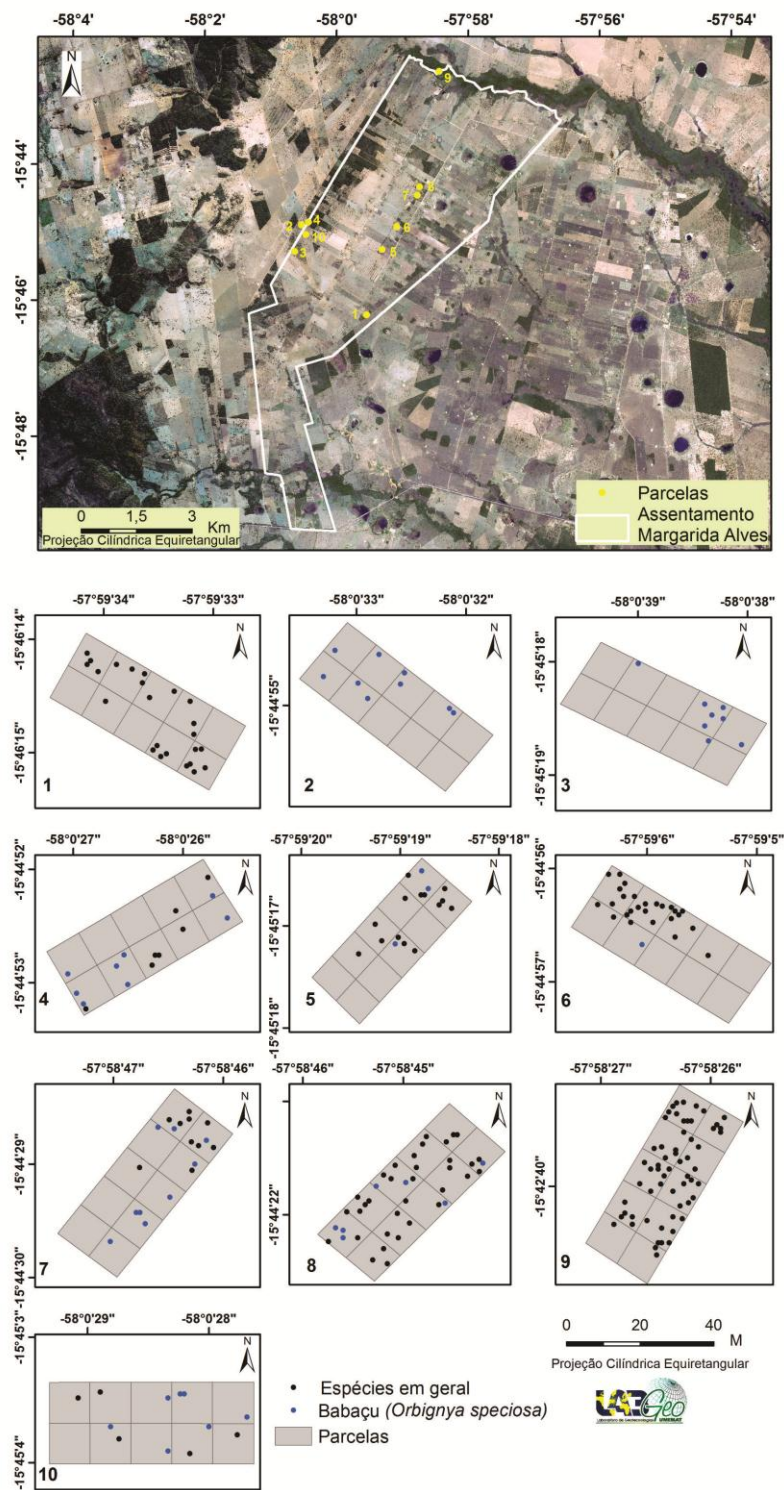 -58°4' -58°2' -58°0' -57°58' -57°56' -57°54'
N
-15°44'
-15°46'
-15°48'
9
8
7
4
2
10
6
3
5
1
0 1,5 3
Km
Projeção Cilíndrica Equiretangular
Parcelas
Assentamento
Margarida Alves
-57°59'34" -57°59'33"
-15°46'14"
-15°46'15"
N
1
-58°0'33" -58°0'32"
-15°44'55"
N
2
-58°0'39" -58°0'38"
-15°45'18"
-15°45'19"
N
3
-58°0'27" -58°0'26"
-15°44'52"
-15°44'53"
N
4
-57°59'20" -57°59'19" -57°59'18"
-15°45'17"
-15°45'18"
N
5
-57°59'6" -57°59'5"
-15°44'56"
-15°44'57"
N
6
-57°58'47" -57°58'46"
-15°44'29"
-15°44'30"
N
7
-57°58'46" -57°58'45"
-15°44'22"
N
8
-57°58'27" -57°58'26"
-15°42'40"
N
9
-58°0'29" -58°0'28"
-15°45'3"
-15°45'4"
N
10
Espécies em geral
Babaçu (Orbignya speciosa)
Parcelas
0 20 40
M
Projeção Cilíndrica Equiretangular
LAB Geo
UNEMAT